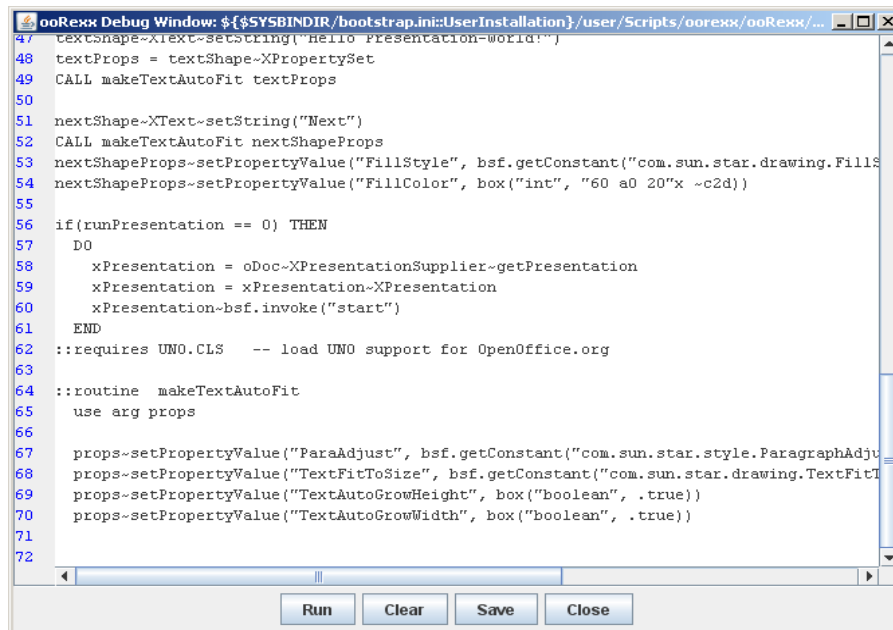 ooRexx Debug Window: ${$SYSBINDIR/bootstrap.ini::UserInstallation}/user/Scripts/oorexx/ooRexx/...
47 textShape~XText~setString("Hello Presentation-World!")
48 textProps = textShape~XPropertySet
49 CALL makeTextAutoFit textProps
50
51 nextShape~XText~setString("Next")
52 CALL makeTextAutoFit nextShapeProps
53 nextShapeProps~setPropertyValue("FillStyle", bsf.getConstant("com.sun.star.drawing.FillS
54 nextShapeProps~setPropertyValue("FillColor", box("int", "60 a0 20"x ~c2d))
55
56 if(runPresentation == 0) THEN
57   DO
58     xPresentation = oDoc~XPresentationSupplier~getPresentation
59     xPresentation = xPresentation~XPresentation
60     xPresentation~bsf.invoke("start")
61   END
62 ::requires UNO.CLS   -- load UNO support for OpenOffice.org
63
64 ::routine  makeTextAutoFit
65   use arg props
66
67   props~setPropertyValue("ParaAdjust", bsf.getConstant("com.sun.star.style.ParagraphAdju
68   props~setPropertyValue("TextFitToSize", bsf.getConstant("com.sun.star.drawing.TextFitT
69   props~setPropertyValue("TextAutoGrowHeight", box("boolean", .true))
70   props~setPropertyValue("TextAutoGrowWidth", box("boolean", .true))
71
72
Run Clear Save Close